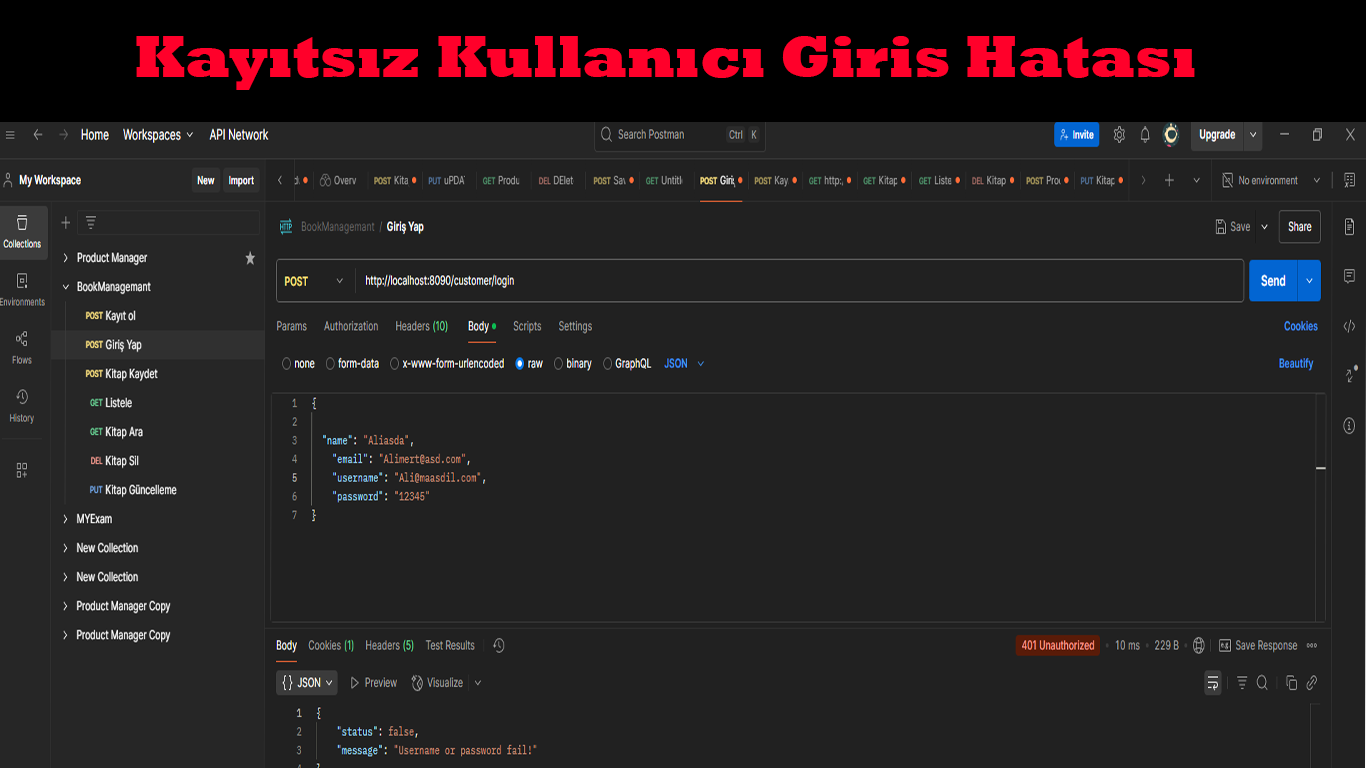 Kayıtsız Kullanıcı Giris Hatası
Home Workspaces API Network Search Postman Ctrl K Invite Upgrade
My Workspace New Import
Overv POST Kita PUT uPDA GET Produ DEL DElet POST Sav GET Untitl POST Giriş POST Kay GET http:, GET Kitap GET Liste DEL Kitap POST Pro PUT Kitap No environment
Collections
Environments
Flows
History
Product Manager
BookManagemant
POST Kayıt ol
POST Giriş Yap
POST Kitap Kaydet
GET Listele
GET Kitap Ara
DEL Kitap Sil
PUT Kitap Güncelleme
MYExam
New Collection
New Collection
Product Manager Copy
Product Manager Copy
HTTP BookManagemant / Giriş Yap Save Share
POST http://localhost:8090/customer/login Send
Params Authorization Headers (10) Body Scripts Settings Cookies
none form-data x-www-form-urlencoded raw binary GraphQL JSON Beautify
1 {
2
3 "name": "Aliasda",
4 "email": "Alimert@asd.com",
5 "username": "Ali@maasdil.com",
6 "password": "12345"
7 }
Body Cookies (1) Headers (5) Test Results 401 Unauthorized 10 ms 229 B Save Response
{} JSON Preview Visualize
1 {
2 "status": false,
3 "message": "Username or password fail!"